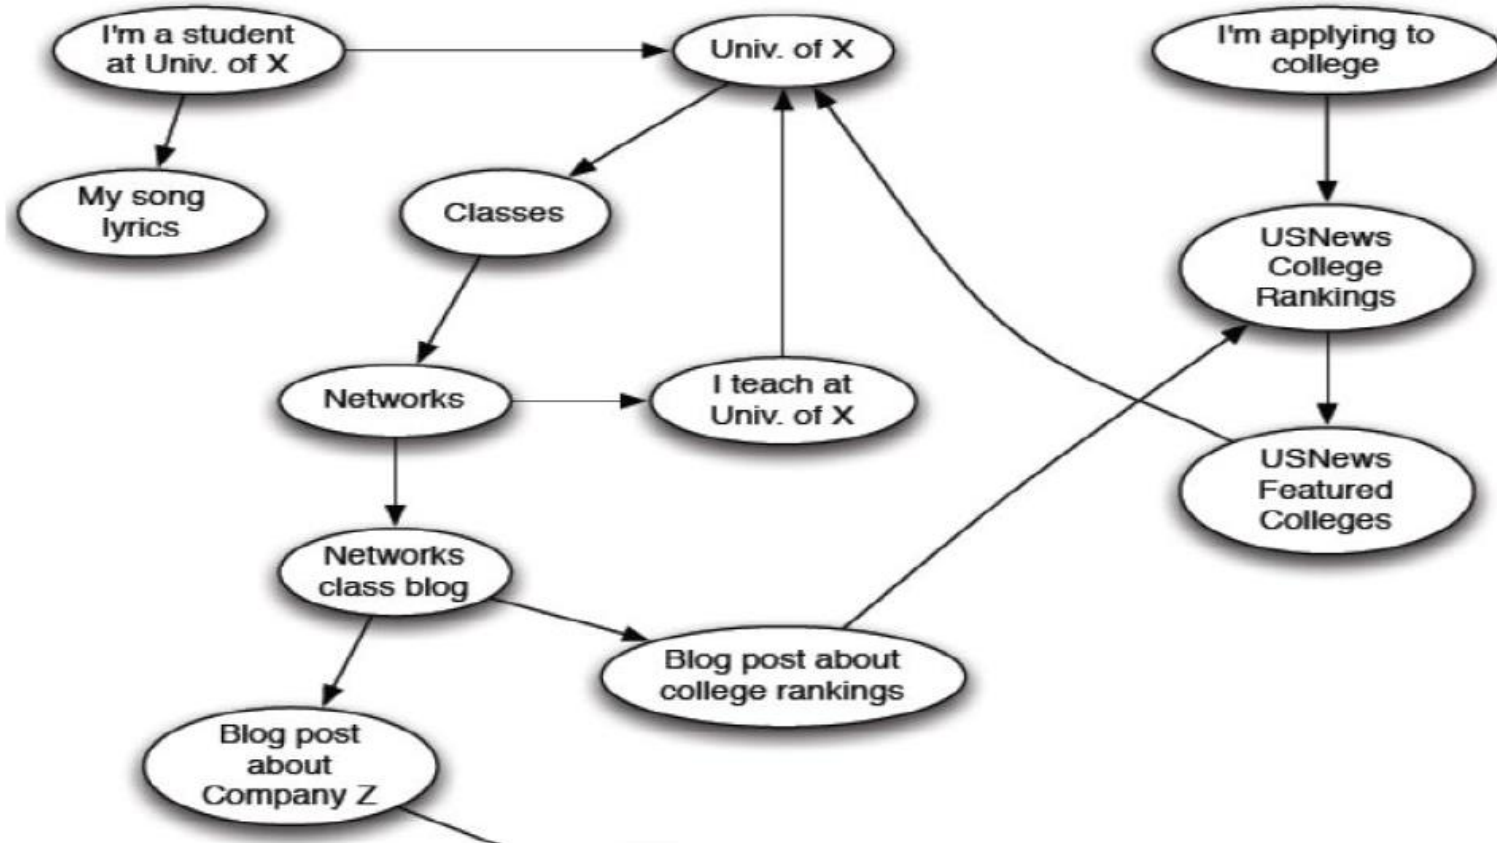 I'm a student
at Univ. of X
Univ. of X
I'm applying to
college
My song
lyrics
Classes
USNews
College
Rankings
Networks
I teach at
Univ. of X
USNews
Featured
Colleges
Networks
class blog
Blog post about
college rankings
Blog post
about
Company Z